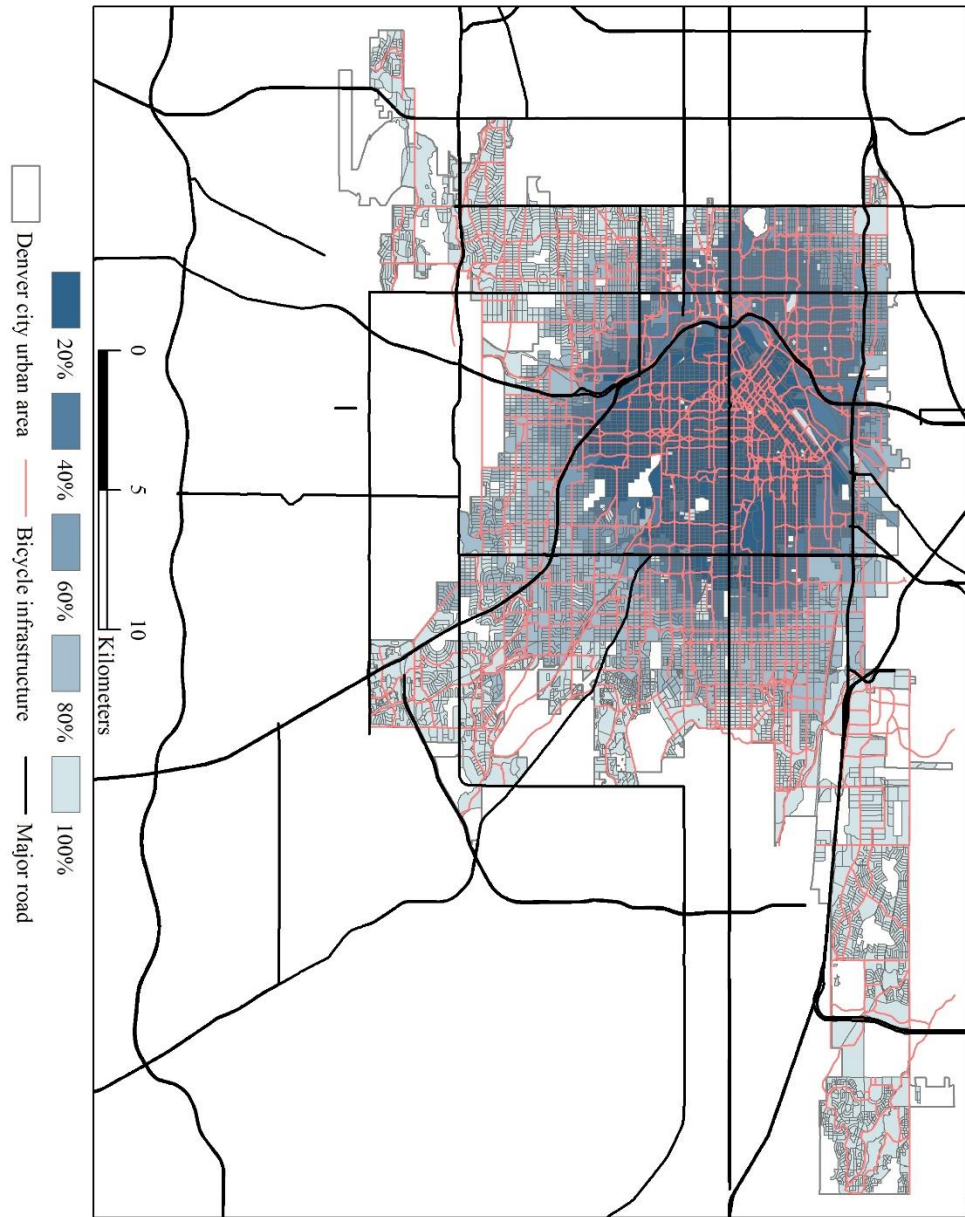 0 5 10
Kilometers
20% 40% 60% 80% 100%
Denver city urban area Bicycle infrastructure Major road